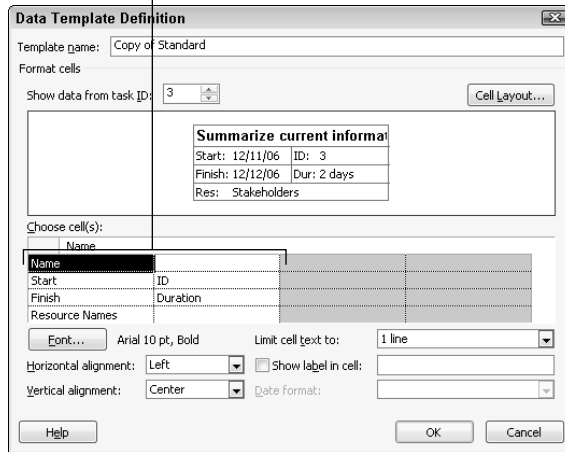 Data Template Definition
Template name: Copy of Standard
Format cells
Show data from task ID: 3
Cell Layout...
Summarize current informat
Start: 12/11/06 ID: 3
Finish: 12/12/06 Dur: 2 days
Res: Stakeholders
Choose cell(s):
Name
Name
Start ID
Finish Duration
Resource Names
Font... Arial 10 pt, Bold Limit cell text to: 1 line
Horizontal alignment: Left Show label in cell:
Vertical alignment: Center Date format:
Help OK Cancel